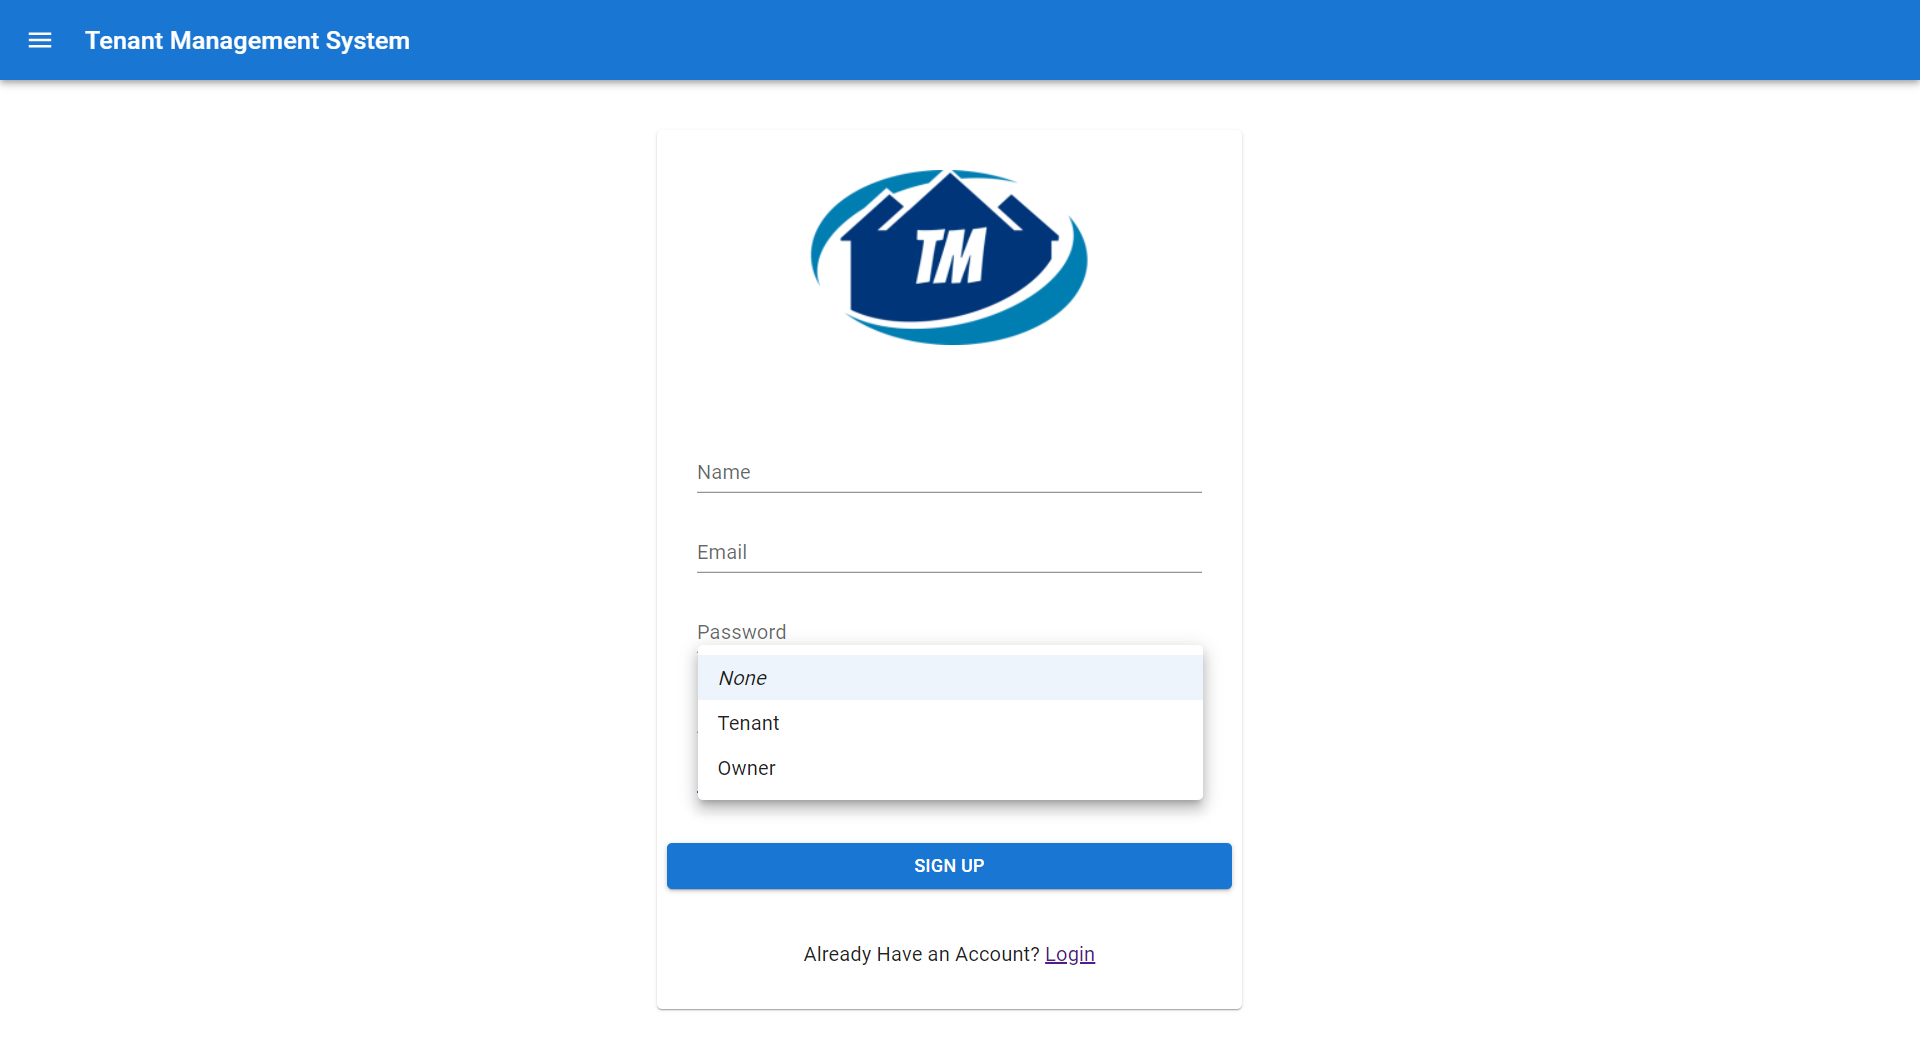 Tenant Management System
TM
Name
Email
Password
None
Tenant
Owner
SIGN UP
Already Have an Account? Login